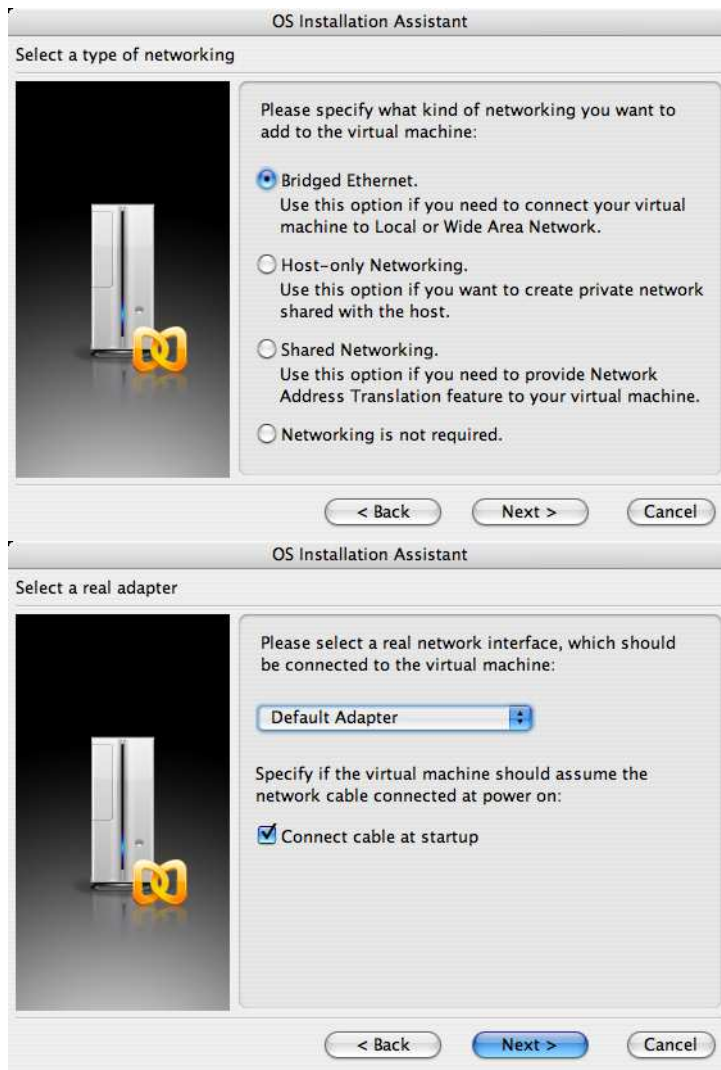 OS Installation Assistant
Select a type of networking
Please specify what kind of networking you want to
add to the virtual machine:
Bridged Ethernet.
Use this option if you need to connect your virtual
machine to Local or Wide Area Network.
Host-only Networking.
Use this option if you want to create private network
shared with the host.
Shared Networking.
Use this option if you need to provide Network
Address Translation feature to your virtual machine.
Networking is not required.
< Back Next > Cancel
OS Installation Assistant
Select a real adapter
Please select a real network interface, which should
be connected to the virtual machine:
Default Adapter
Specify if the virtual machine should assume the
network cable connected at power on:
Connect cable at startup
< Back Next > Cancel